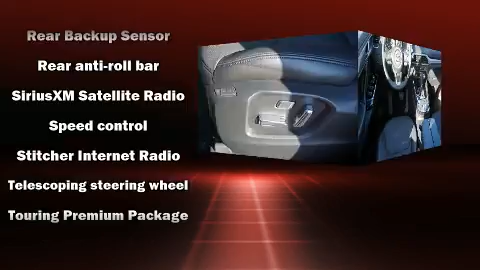 Rear Backup Sensor
Rear anti-roll bar
SiriusXM Satellite Radio
Speed control
Stitcher Internet Radio
Telescoping steering wheel
Touring Premium Package